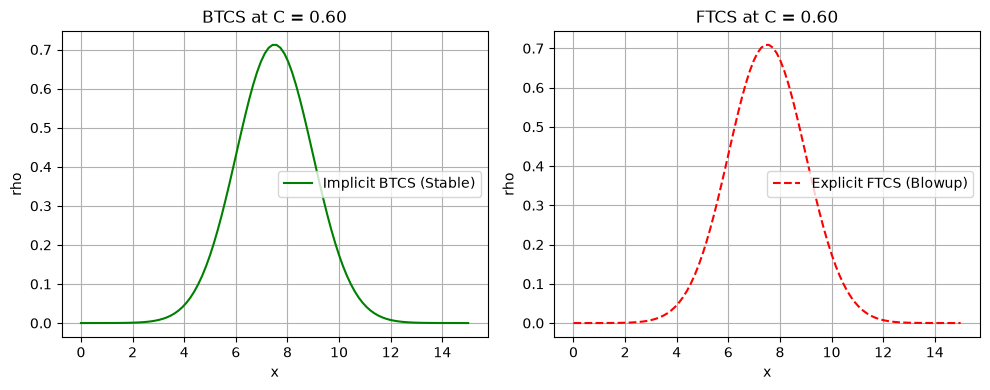 BTCS at C = 0.60
rho
0.7
0.6
0.5
0.4
0.3
0.2
0.1
0.0
Implicit BTCS (Stable)
0 2 4 6 8 10 12 14
x
FTCS at C = 0.60
rho
0.7
0.6
0.5
0.4
0.3
0.2
0.1
0.0
Explicit FTCS (Blowup)
0 2 4 6 8 10 12 14
x